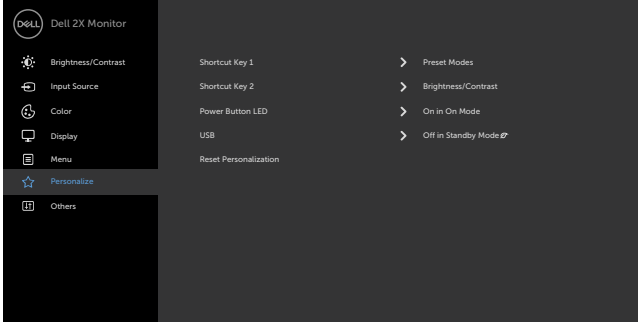 DELL Dell 2X Monitor
Brightness/Contrast
Input Source
Color
Display
Menu
Personalize
Others
Shortcut Key 1 Preset Modes
Shortcut Key 2 Brightness/Contrast
Power Button LED On in On Mode
USB Off in Standby Mode
Reset Personalization